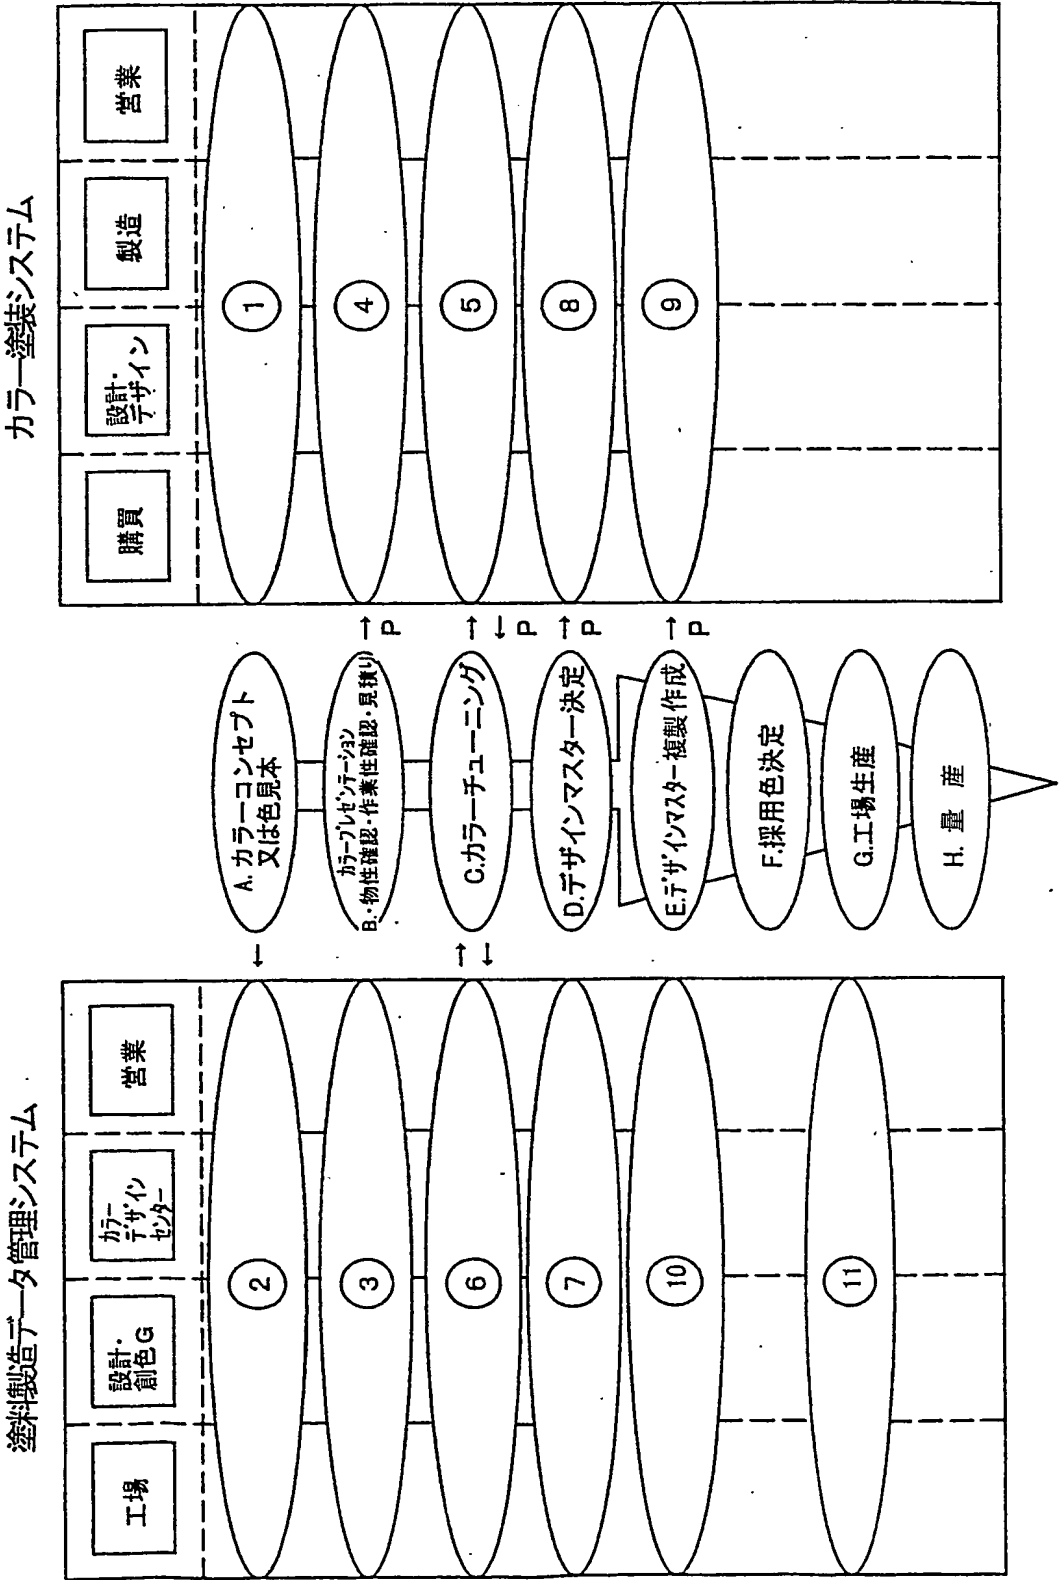 塗料製造データ管理システム
カラー塗装システム
工場
設計・
創色G
カラー
デザイン
センター
営業
購買
設計・
デザイン
製造
営業
②
A. カラーコンセプト
又は色見本
①
③
カラープレゼンテーション
B.・物性確認・作業性確認・見積り
P
④
⑥
C.カラーチューニング
P
⑤
⑦
D.デザインマスター決定
P
⑧
⑩
E.デザインマスター複製作成
P
⑨
F.採用色決定
⑪
G.工場生産
H. 量 産